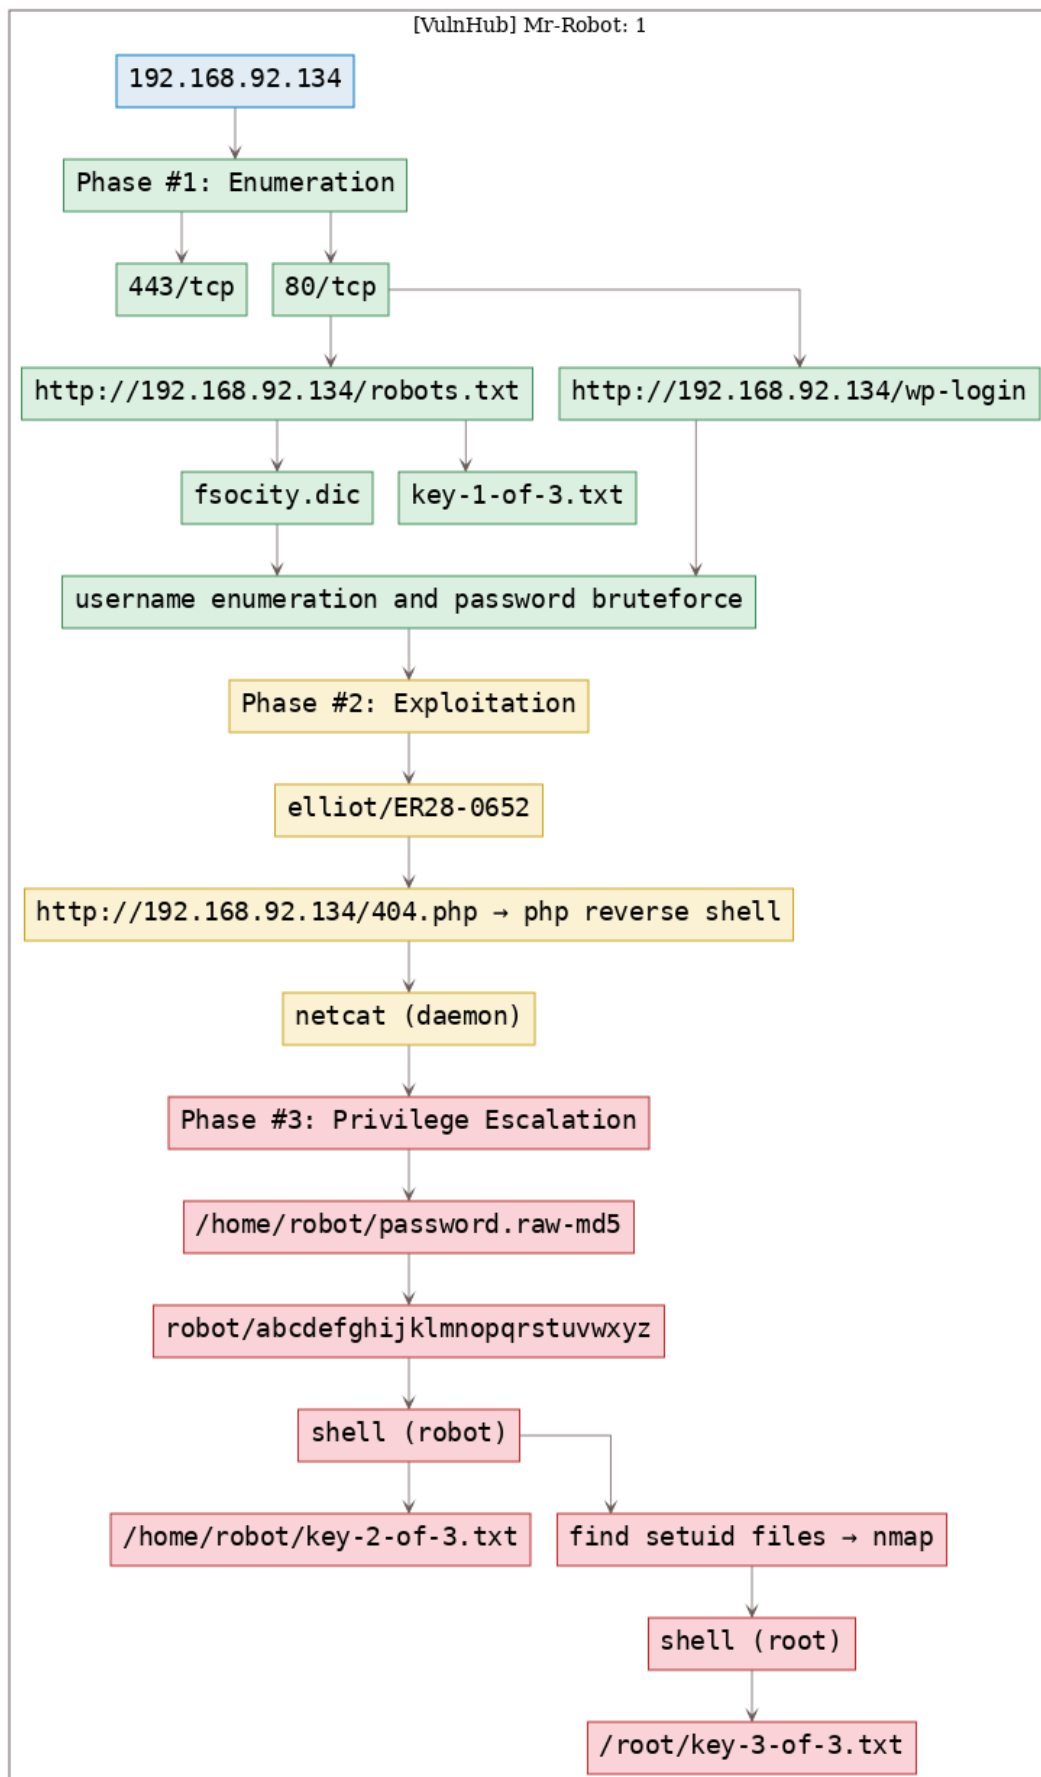 [VulnHub] Mr-Robot: 1
192.168.92.134
Phase #1: Enumeration
443/tcp
80/tcp
http://192.168.92.134/robots.txt
http://192.168.92.134/wp-login
fsocity.dic
key-1-of-3.txt
username enumeration and password bruteforce
Phase #2: Exploitation
elliot/ER28-0652
http://192.168.92.134/404.php → php reverse shell
netcat (daemon)
Phase #3: Privilege Escalation
/home/robot/password.raw-md5
robot/abcdefghijklmnopqrstuvwxyz
shell (robot)
/home/robot/key-2-of-3.txt
find setuid files → nmap
shell (root)
/root/key-3-of-3.txt